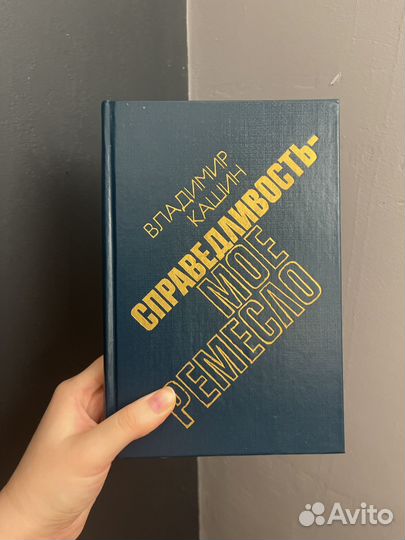 ВЛАДИМИР
КАШИН
СПРАВЕДЛИВОСТЬ-
МОЕ
РЕМЕСЛО
Avito